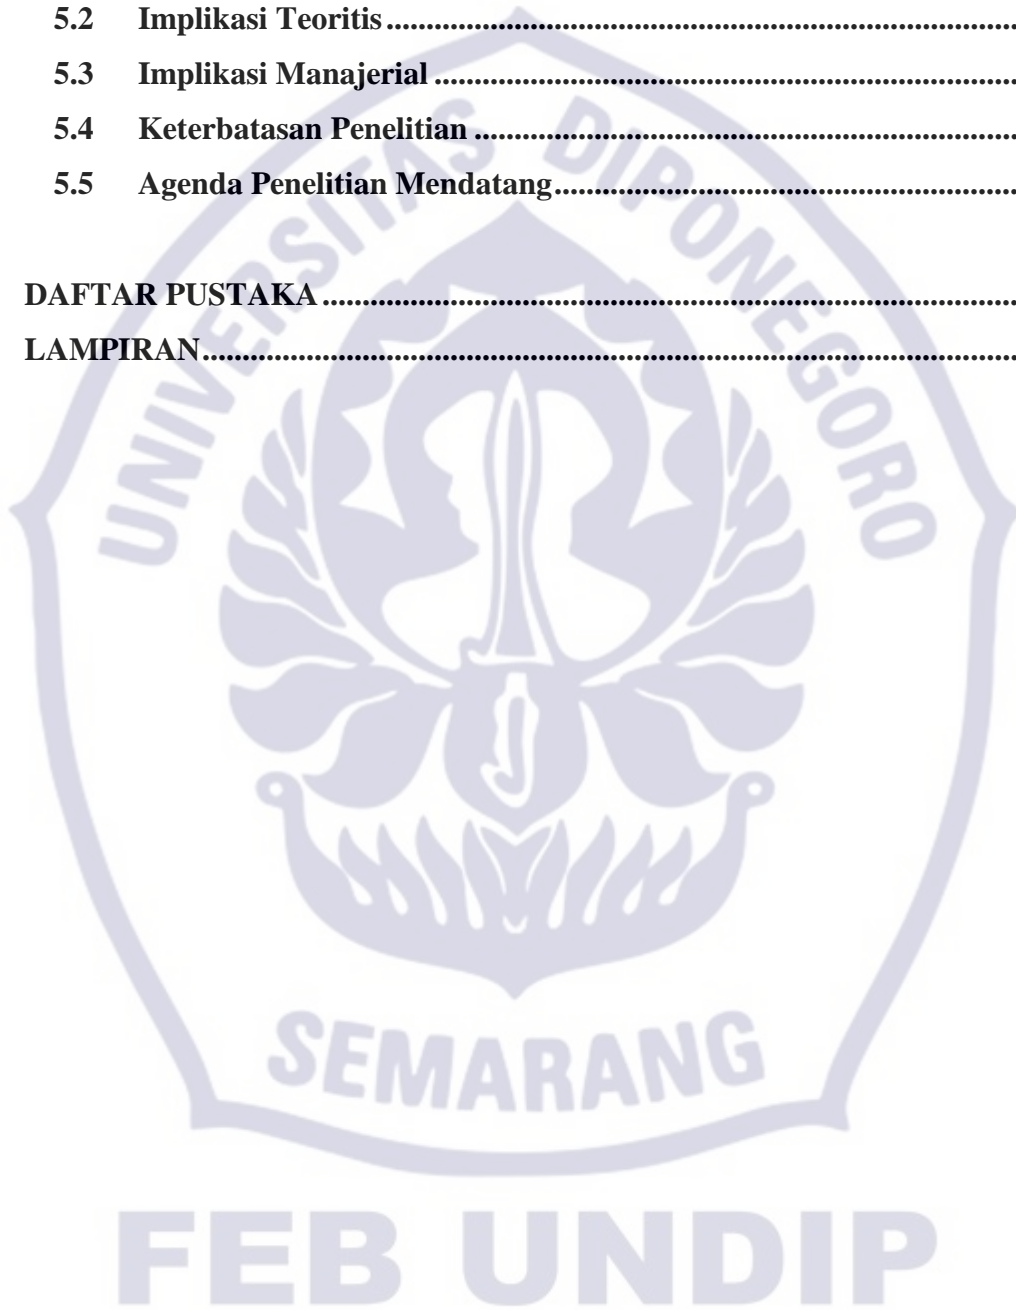 5.2 Implikasi Teoritis................................................................
5.3 Implikasi Manajerial................................................................
5.4 Keterbatasan Penelitian................................................................
5.5 Agenda Penelitian Mendatang................................................................
DAFTAR PUSTAKA................................................................
LAMPIRAN................................................................
UNIVERSITAS DIPONEGORO
SEMARANG
FEB UNDIP